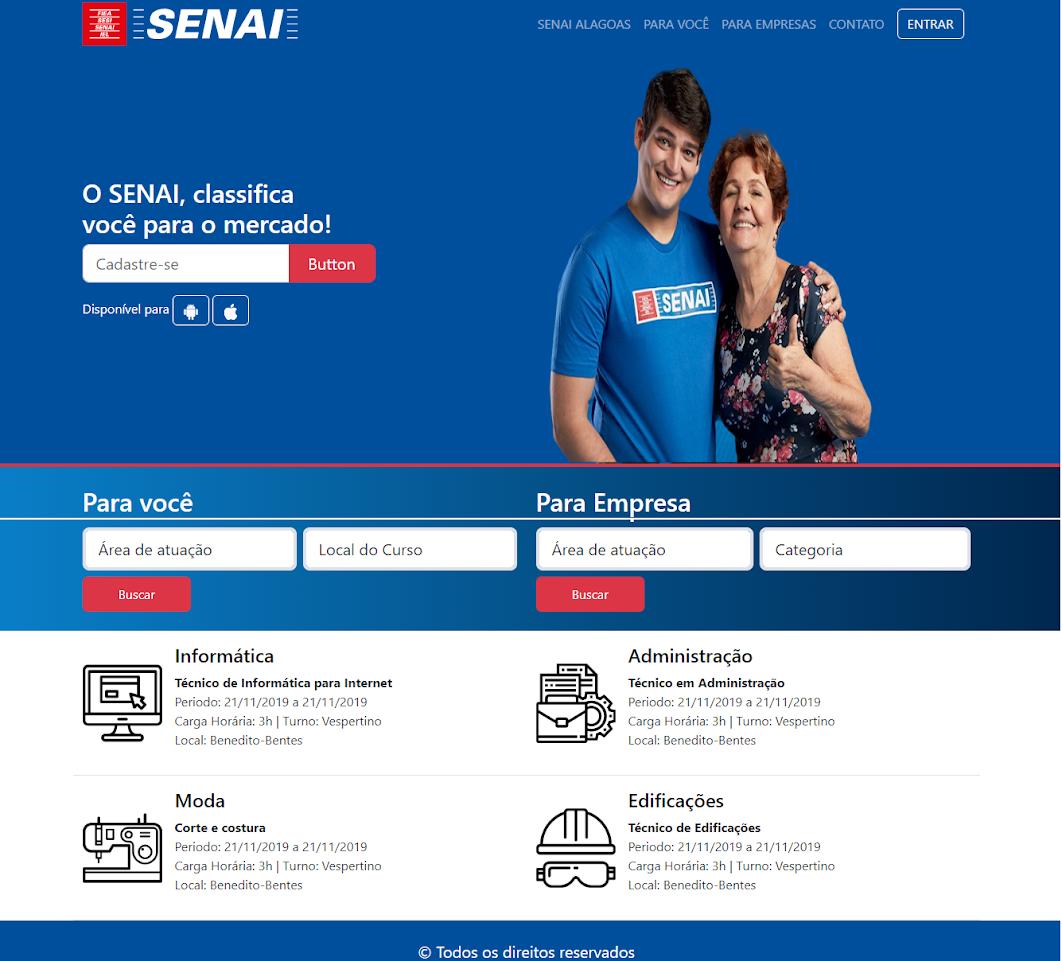 FIEA
SESI
SENAI
IEL
SENAI
SENAI ALAGOAS PARA VOCÊ PARA EMPRESAS CONTATO ENTRAR
O SENAI, classifica
você para o mercado!
Cadastre-se Button
Disponível para
SENAI
Para você
Área de atuação Local do Curso
Buscar
Para Empresa
Área de atuação Categoria
Buscar
Informática
Técnico de Informática para Internet
Periodo: 21/11/2019 a 21/11/2019
Carga Horária: 3h | Turno: Vespertino
Local: Benedito-Bentes
Administração
Técnico em Administração
Periodo: 21/11/2019 a 21/11/2019
Carga Horária: 3h | Turno: Vespertino
Local: Benedito-Bentes
Moda
Corte e costura
Periodo: 21/11/2019 a 21/11/2019
Carga Horária: 3h | Turno: Vespertino
Local: Benedito-Bentes
Edificações
Técnico de Edificações
Periodo: 21/11/2019 a 21/11/2019
Carga Horária: 3h | Turno: Vespertino
Local: Benedito-Bentes
© Todos os direitos reservados